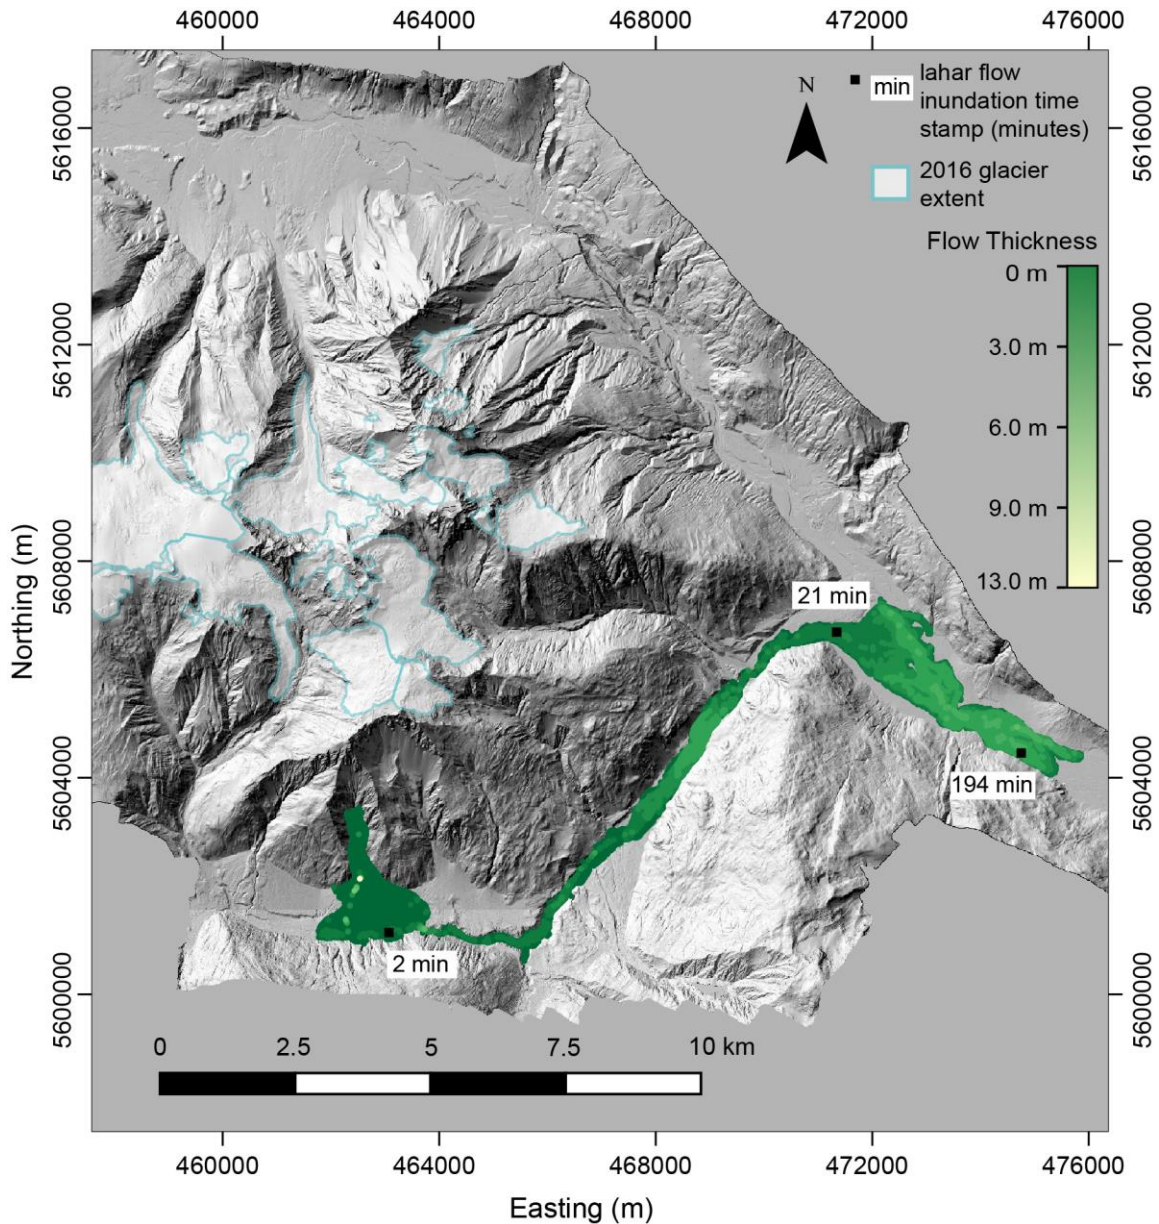 460000 464000 468000 472000 476000
N
min
lahar flow
inundation time
stamp (minutes)
2016 glacier
extent
Flow Thickness
0 m
3.0 m
6.0 m
9.0 m
13.0 m
5616000
5612000
5608000
5604000
5600000
Northing (m)
5616000
5612000
5608000
5604000
5600000
21 min
194 min
2 min
0 2.5 5 7.5 10 km
460000 464000 468000 472000 476000
Easting (m)